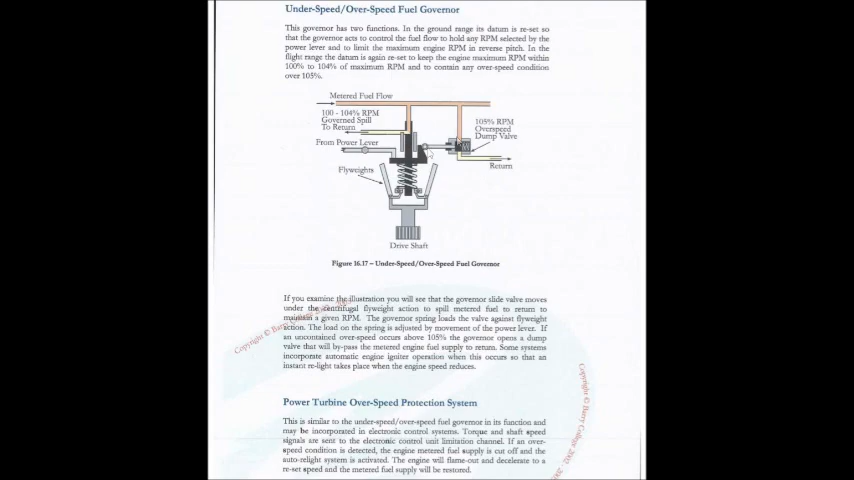 Under-Speed/Over-Speed Fuel Governor
This governor has two functions. In the ground range its datum is re-set so
that the governor acts to control the fuel flow to hold any RPM selected by the
power lever and to limit the maximum engine RPM in reverse pitch. In the
flight range the datum is again re-set to keep the engine maximum RPM within
100% to 104% of maximum RPM and to contain any over-speed condition
over 105%.
Metered Fuel Flow
100 - 104% RPM
Governed Spill
To Return
105% RPM
Overspeed
Dump Valve
From Power Lever
Return
Flyweights
Drive Shaft
Figure 16.17 – Under-Speed/Over-Speed Fuel Governor
If you examine the illustration you will see that the governor slide valve moves
under the centrifugal flyweight action to spill metered fuel to return to
maintain a given RPM. The governor spring loads the valve against flyweight
action. The load on the spring is adjusted by movement of the power lever. If
an uncontained over-speed occurs above 105% the governor opens a dump
valve that will by-pass the metered engine fuel supply to return. Some systems
incorporate automatic engine igniter operation when this occurs so that an
instant re-light takes place when the engine speed reduces.
Copyright © Barry College
Copyright © Barry College 2002
Power Turbine Over-Speed Protection System
This is similar to the under-speed/over-speed fuel governor in its function and
may be incorporated in electronic control systems. Torque and shaft speed
signals are sent to the electronic control unit limitation channel. If an over-
speed condition is detected, the engine metered fuel supply is cut off and the
auto-relight system is activated. The engine will flame-out and decelerate to a
re-set speed and the metered fuel supply will be restored.